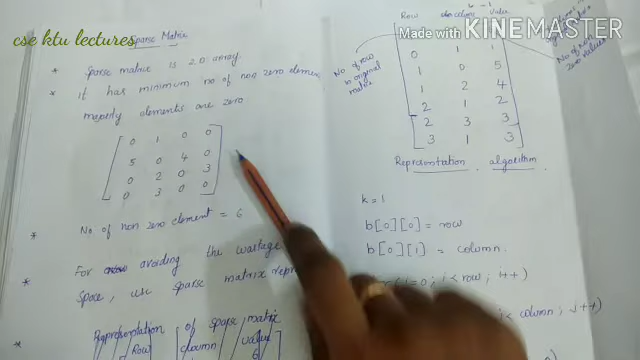 cse ktu lectures
Sparse Matrix
* Sparse matrix is 2D array.
* It has minimum no of non zero element
majority elements are zero
0 1 0 0
5 0 4 0
0 2 0 3
0 3 0 0
* No. of non zero element = 6
* For avoiding the wastage
Space, use sparse matrix repr
* Representation of sparse matrix
Row column value
6
Made with KINEMASTER
Row Value
0 1 1
1 0 5
1 2 4
2 1 2
2 3 3
3 1 3
No of row
in original
matrix
No of non
zero values
Representation algorithm
k = 1
b[0][0] = row
b[0][1] = column.
i=0; i< row; i++)
column; j++)